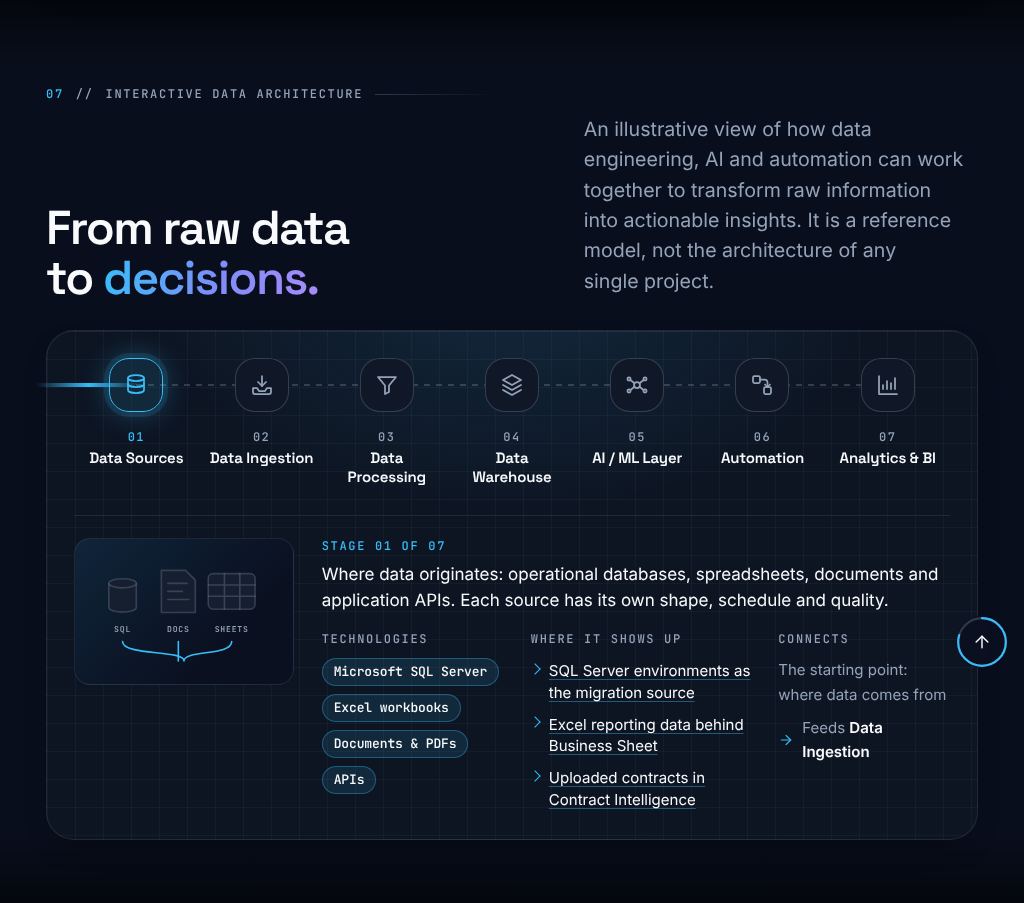 07 // INTERACTIVE DATA ARCHITECTURE
From raw data
to decisions.
An illustrative view of how data
engineering, AI and automation can work
together to transform raw information
into actionable insights. It is a reference
model, not the architecture of any
single project.
01
Data Sources
02
Data Ingestion
03
Data
Processing
04
Data
Warehouse
05
AI / ML Layer
06
Automation
07
Analytics & BI
SQL
DOCS
SHEETS
STAGE 01 OF 07
Where data originates: operational databases, spreadsheets, documents and
application APIs. Each source has its own shape, schedule and quality.
TECHNOLOGIES
Microsoft SQL Server
Excel workbooks
Documents & PDFs
APIs
WHERE IT SHOWS UP
SQL Server environments as
the migration source
Excel reporting data behind
Business Sheet
Uploaded contracts in
Contract Intelligence
CONNECTS
The starting point:
where data comes from
Feeds Data
Ingestion